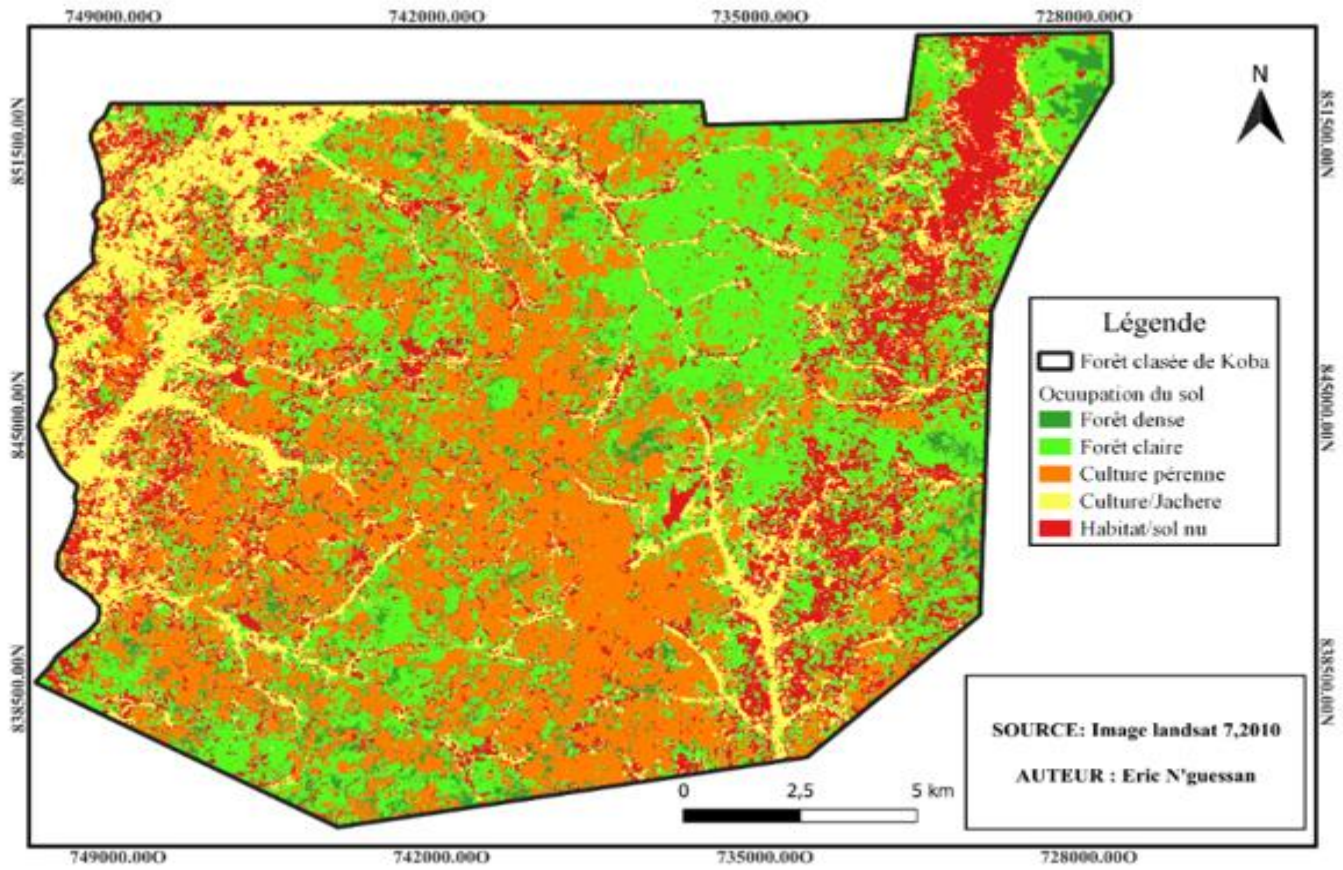 749000.00O 742000.00O 735000.00O 728000.00O
N
851500.00N 851500.00N
Légende
Forêt clasée de Koba
Ocuupation du sol
Forêt dense
Forêt claire
Culture pérenne
Culture/Jachere
Habitat/sol nu
845000.00N 845000.00N
838500.00N 838500.00N
SOURCE: Image landsat 7,2010
AUTEUR : Eric N'guessan
0 2,5 5 km
749000.00O 742000.00O 735000.00O 728000.00O